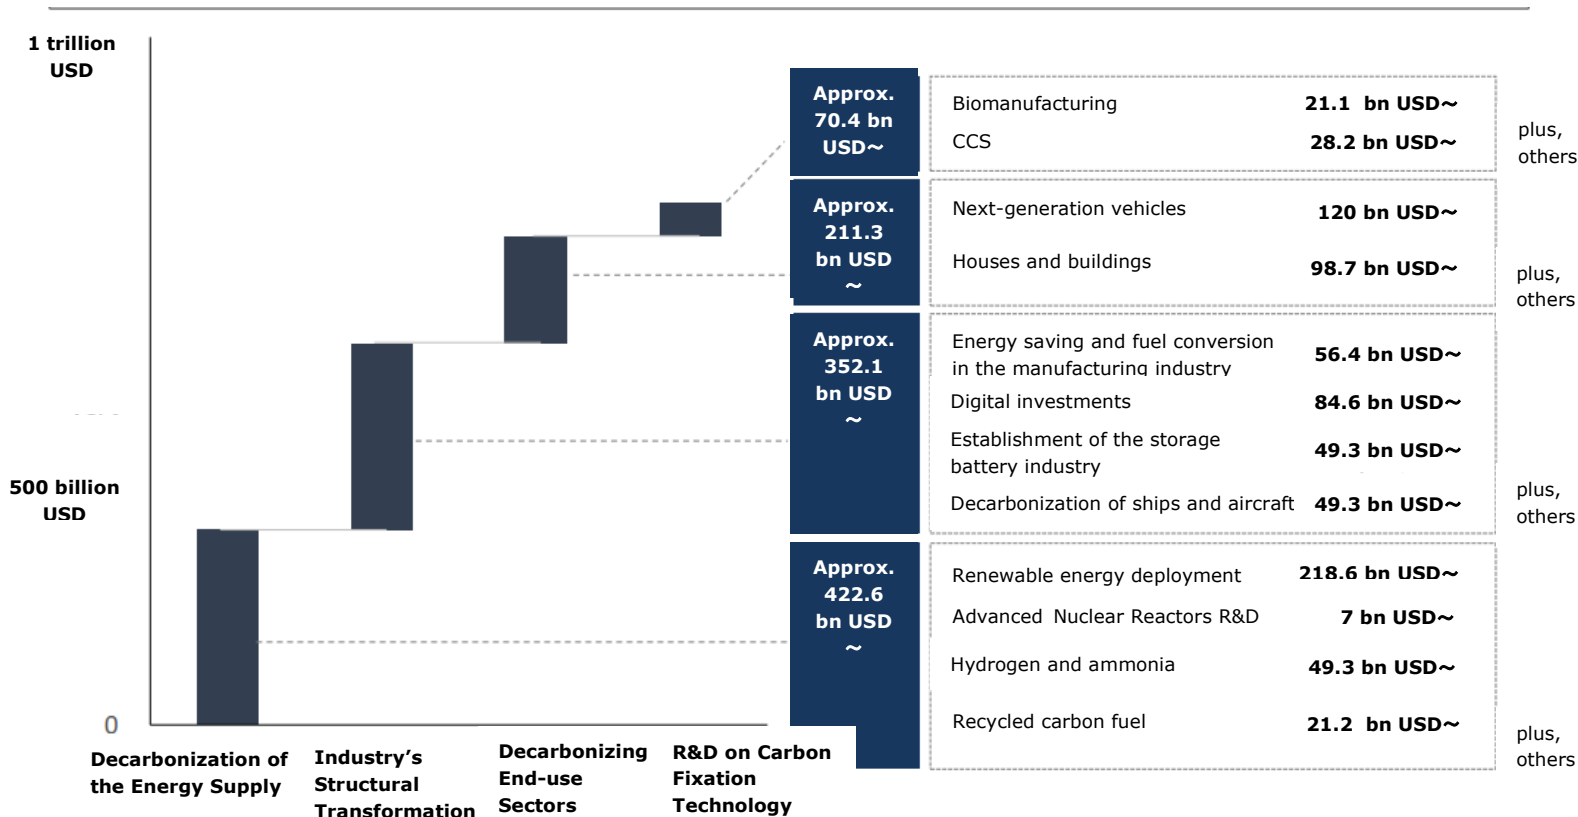 1 trillion
USD
500 billion
USD
0
Decarbonization of
the Energy Supply
Industry’s
Structural
Transformation
Decarbonizing
End-use
Sectors
R&D on Carbon
Fixation
Technology
Approx.
70.4 bn
USD~
Biomanufacturing 21.1 bn USD~
CCS 28.2 bn USD~
plus,
others
Approx.
211.3
bn USD
~
Next-generation vehicles 120 bn USD~
Houses and buildings 98.7 bn USD~
plus,
others
Approx.
352.1
bn USD
~
Energy saving and fuel conversion
in the manufacturing industry 56.4 bn USD~
Digital investments 84.6 bn USD~
Establishment of the storage
battery industry 49.3 bn USD~
Decarbonization of ships and aircraft 49.3 bn USD~
plus,
others
Approx.
422.6
bn USD
~
Renewable energy deployment 218.6 bn USD~
Advanced Nuclear Reactors R&D 7 bn USD~
Hydrogen and ammonia 49.3 bn USD~
Recycled carbon fuel 21.2 bn USD~
plus,
others